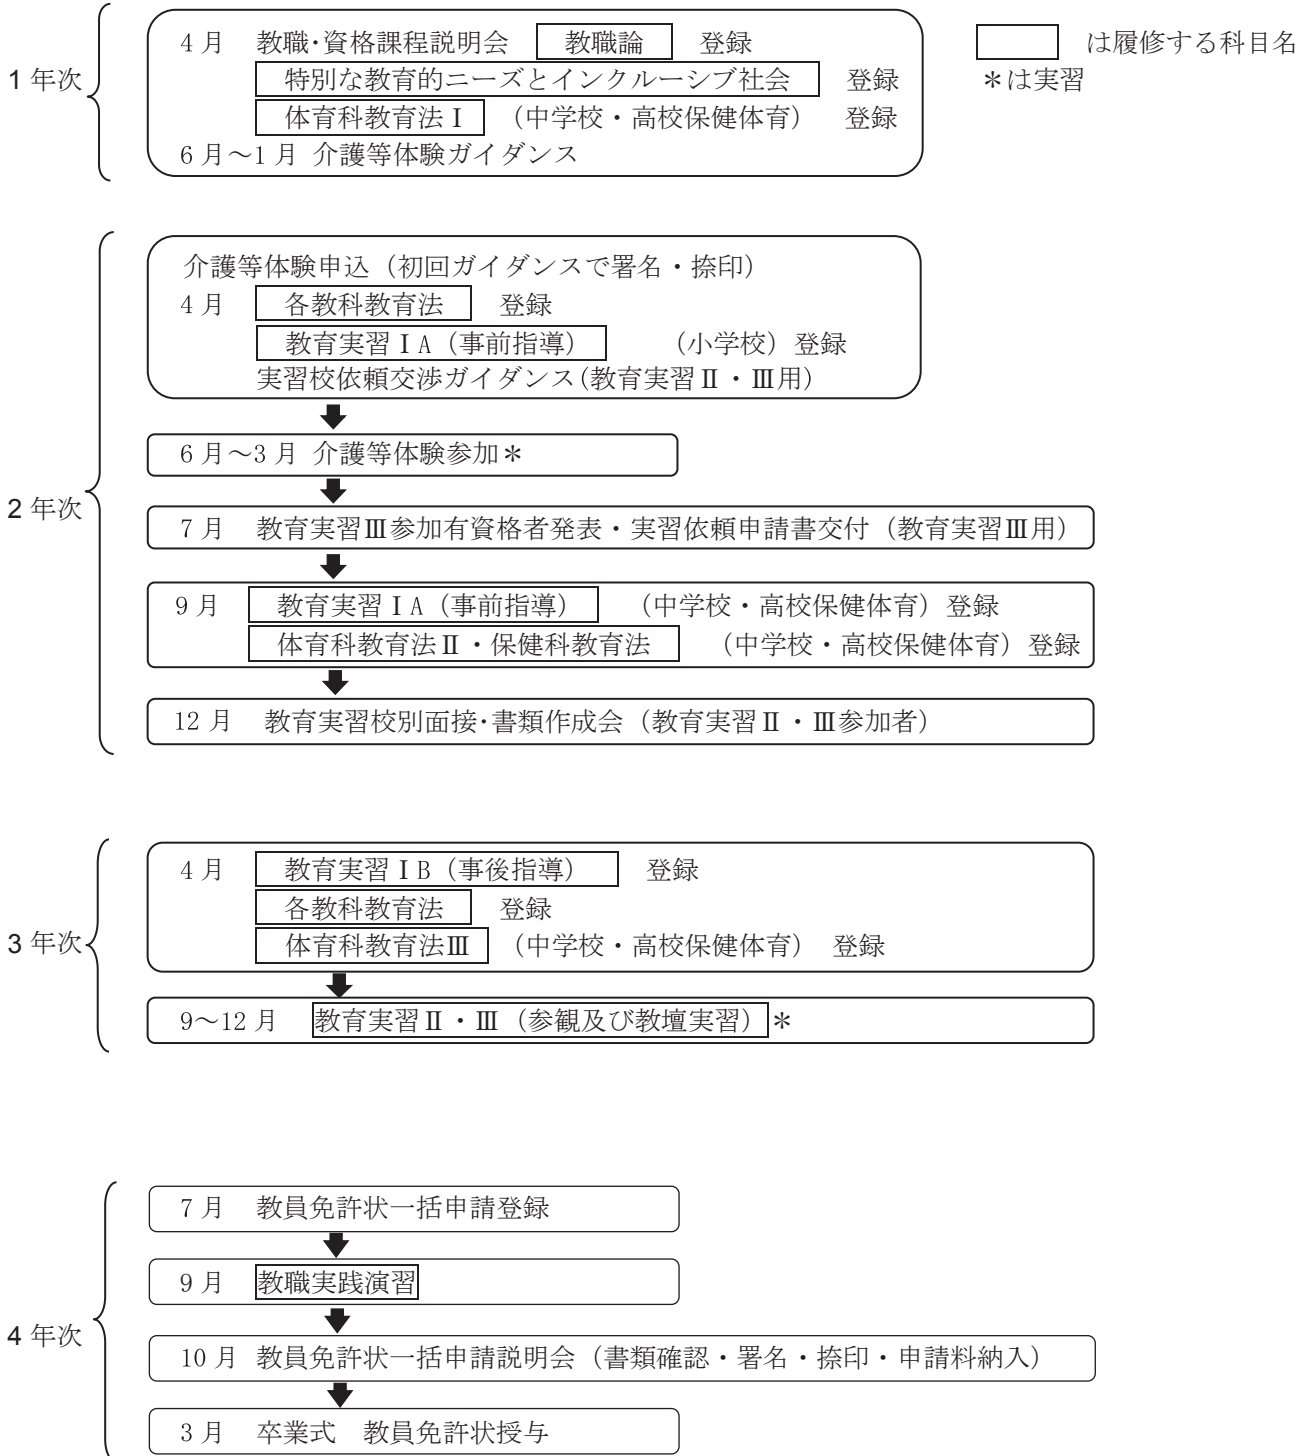 4月 教職・資格課程説明会 教職論 登録
は履修する科目名
1年次
特別な教育的ニーズとインクルーシブ社会 登録
＊は実習
体育科教育法Ⅰ （中学校・高校保健体育） 登録
6月～1月 介護等体験ガイダンス
2年次
介護等体験申込（初回ガイダンスで署名・捺印）
4月 各教科教育法 登録
教育実習ⅠA（事前指導） （小学校）登録
実習校依頼交渉ガイダンス（教育実習Ⅱ・Ⅲ用）
6月～3月 介護等体験参加＊
7月 教育実習Ⅲ参加有資格者発表・実習依頼申請書交付（教育実習Ⅲ用）
9月 教育実習ⅠA（事前指導） （中学校・高校保健体育）登録
体育科教育法Ⅱ・保健科教育法 （中学校・高校保健体育）登録
12月 教育実習校別面接・書類作成会（教育実習Ⅱ・Ⅲ参加者）
3年次
4月 教育実習ⅠB（事後指導） 登録
各教科教育法 登録
体育科教育法Ⅲ （中学校・高校保健体育） 登録
9～12月 教育実習Ⅱ・Ⅲ（参観及び教壇実習）＊
4年次
7月 教員免許状一括申請登録
9月 教職実践演習
10月 教員免許状一括申請説明会（書類確認・署名・捺印・申請料納入）
3月 卒業式 教員免許状授与